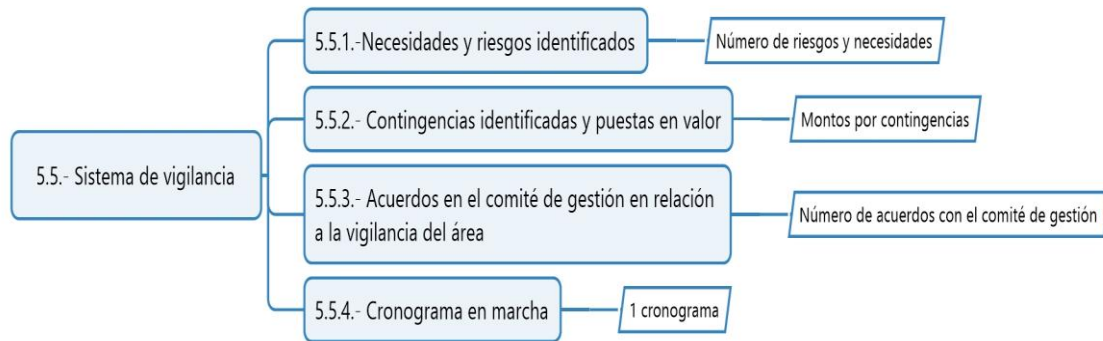 5.5.- Sistema de vigilancia
5.5.1.-Necesidades y riesgos identificados
Número de riesgos y necesidades
5.5.2.- Contingencias identificadas y puestas en valor
Montos por contingencias
5.5.3.- Acuerdos en el comité de gestión en relación
a la vigilancia del área
Número de acuerdos con el comité de gestión
5.5.4.- Cronograma en marcha
1 cronograma